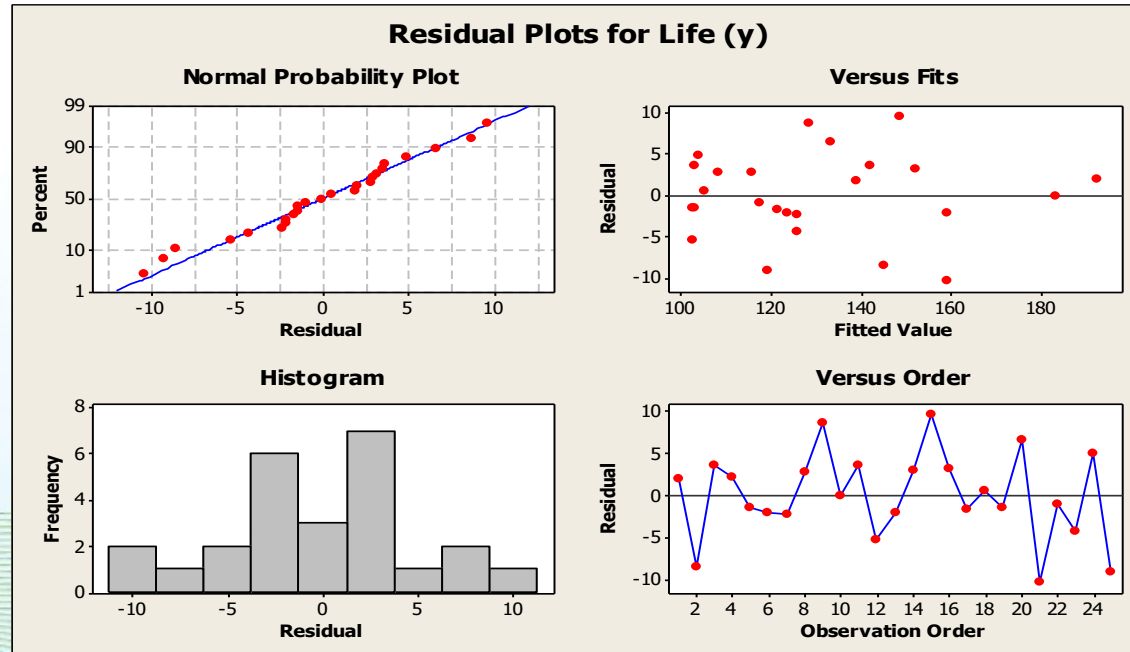 Residual Plots for Life (y)
Normal Probability Plot
Percent
99
90
50
10
1
-10 -5 0 5 10
Residual
Versus Fits
Residual
10
5
0
-5
-10
100 120 140 160 180
Fitted Value
Histogram
Frequency
8
6
4
2
0
-10 -5 0 5 10
Residual
Versus Order
Residual
10
5
0
-5
-10
2 4 6 8 10 12 14 16 18 20 22 24
Observation Order